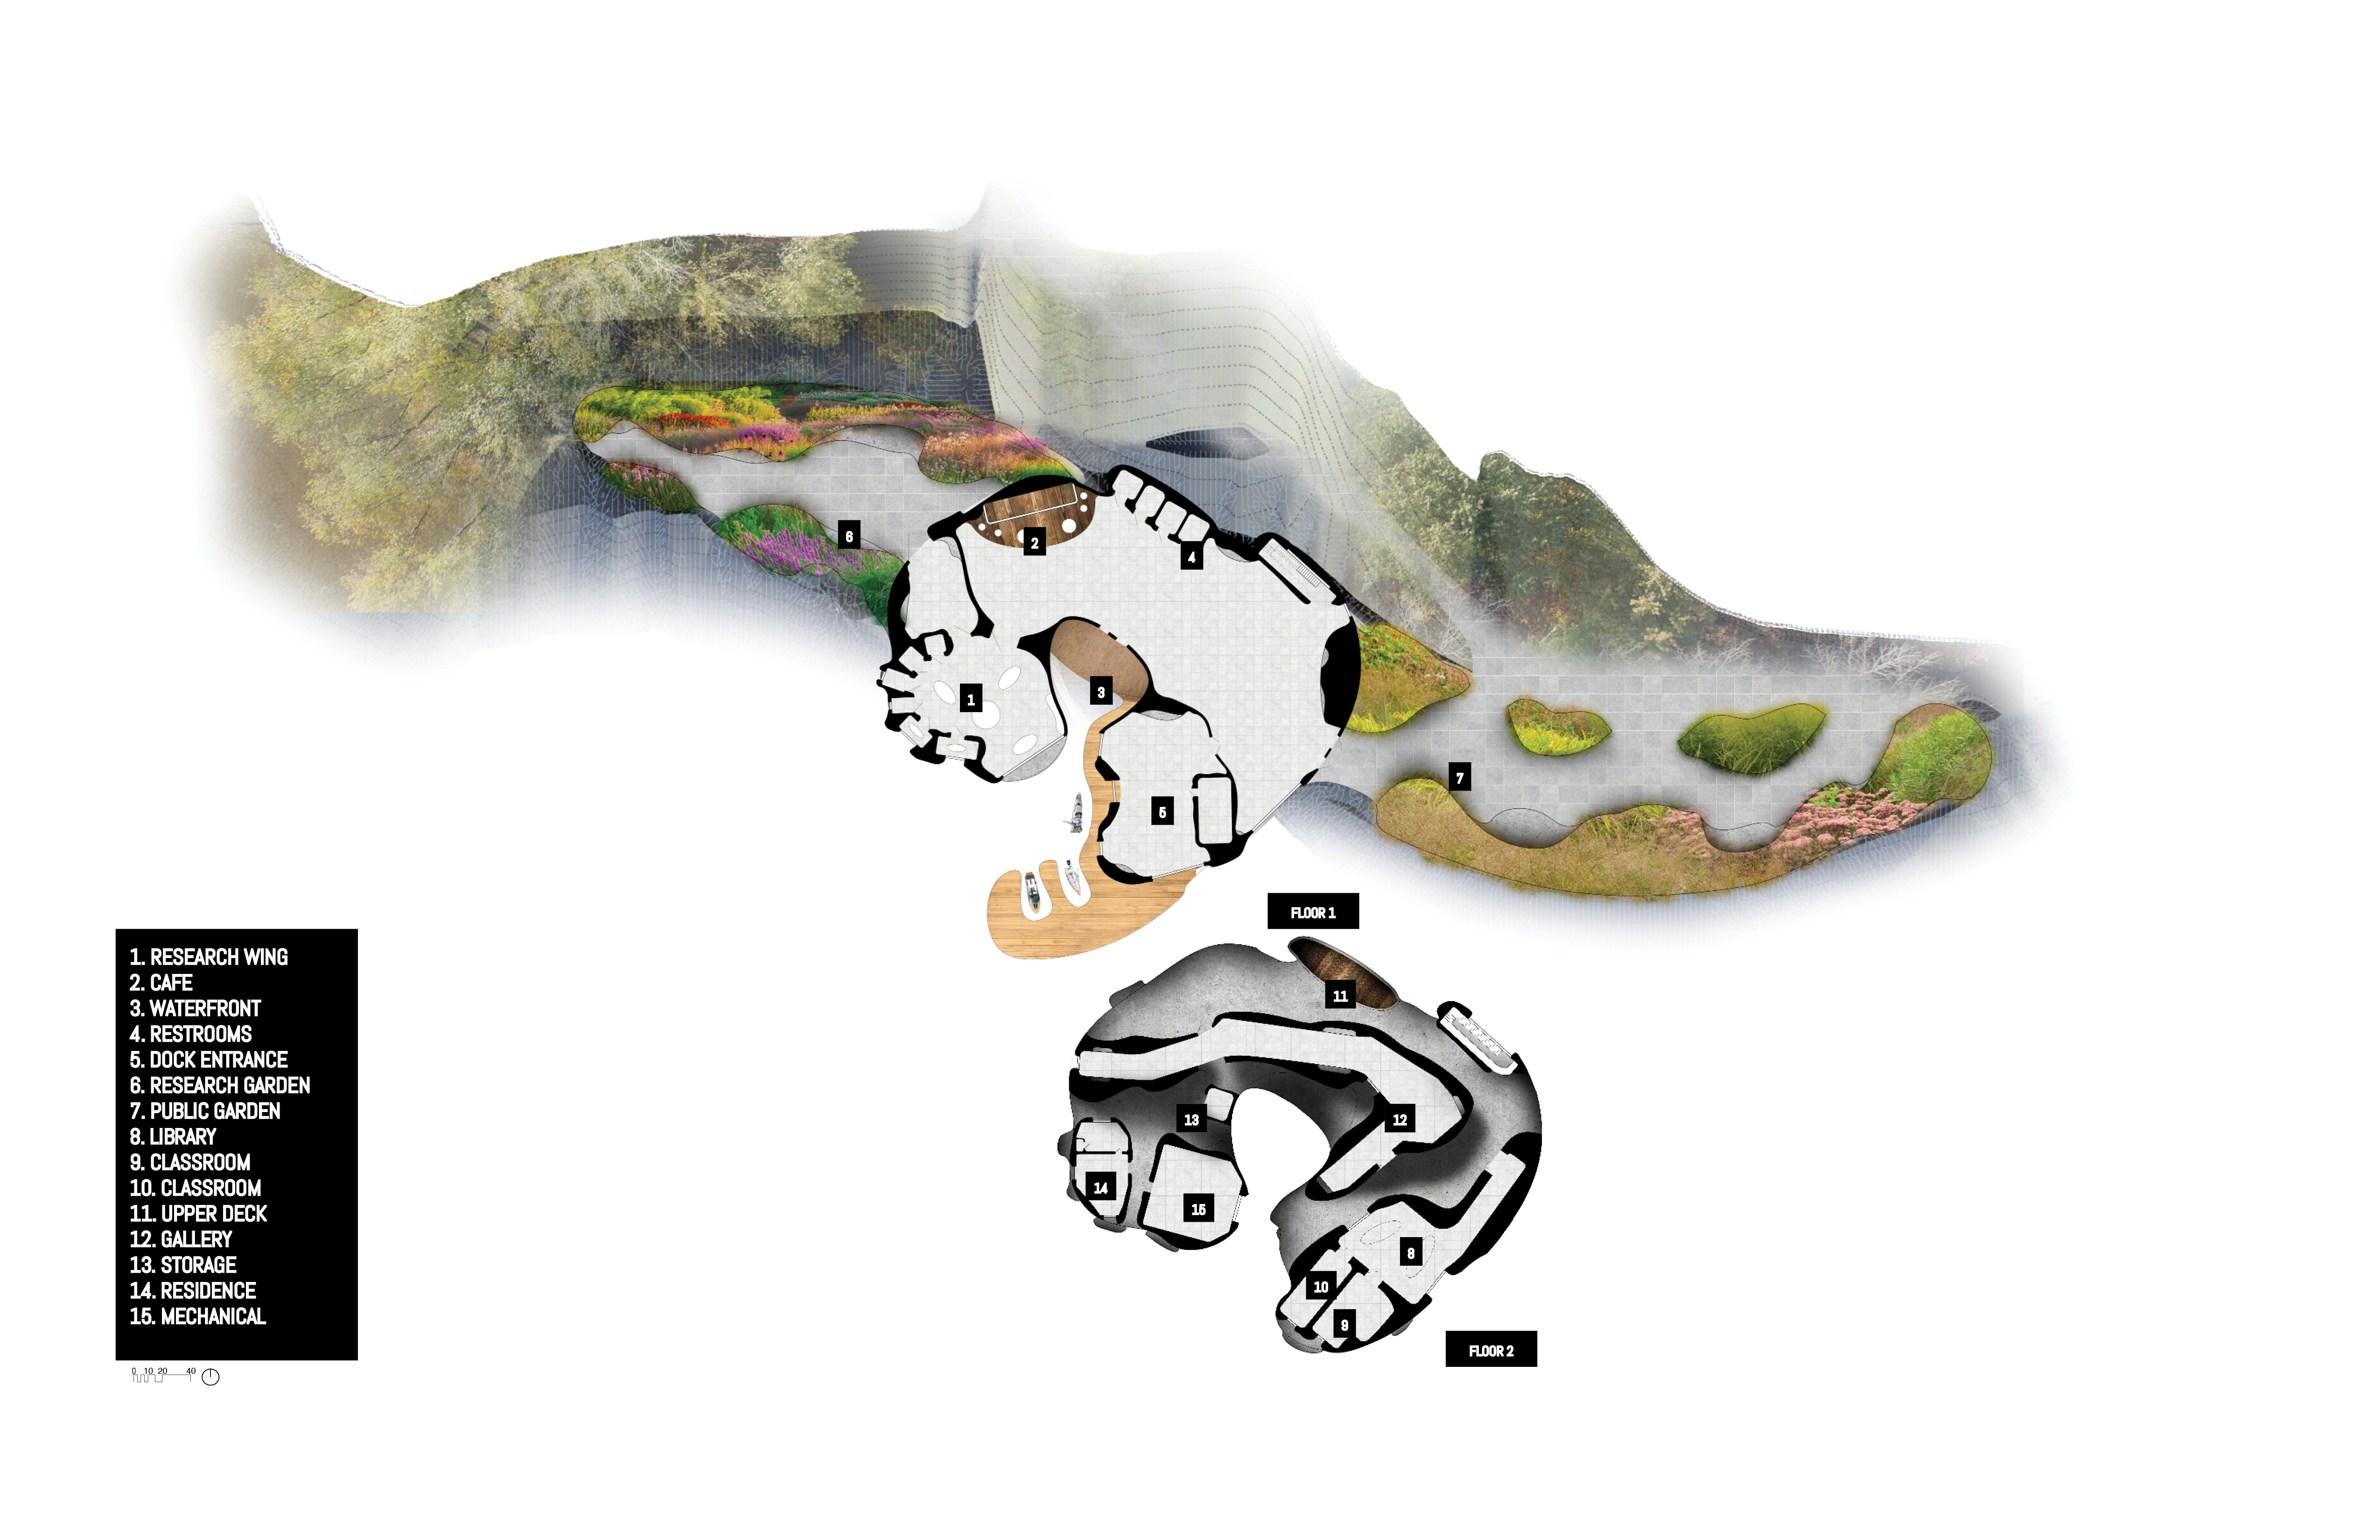 6
2
4
1
3
5
7
FLOOR 1
11
13
12
14
15
8
10
9
FLOOR 2
1. RESEARCH WING
2. CAFE
3. WATERFRONT
4. RESTROOMS
5. DOCK ENTRANCE
6. RESEARCH GARDEN
7. PUBLIC GARDEN
8. LIBRARY
9. CLASSROOM
10. CLASSROOM
11. UPPER DECK
12. GALLERY
13. STORAGE
14. RESIDENCE
15. MECHANICAL
0 10 20 40